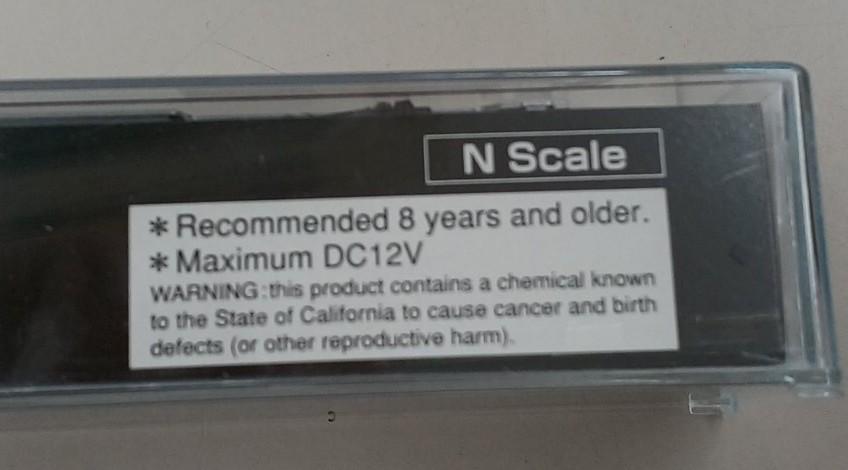 N Scale
* Recommended 8 years and older.
* Maximum DC12V
WARNING:this product contains a chemical known
to the State of California to cause cancer and birth
defects (or other reproductive harm).